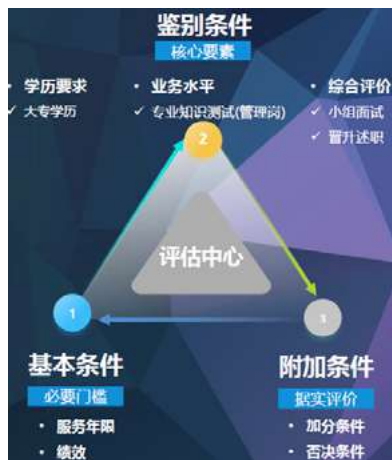 鉴别条件
核心要素
• 学历要求
✓ 大专学历
• 业务水平
✓ 专业知识测试(管理岗)
• 综合评价
✓ 小组面试
✓ 晋升述职
2
评估中心
1
3
基本条件
必要门槛
• 服务年限
• 绩效
附加条件
据实评价
• 加分条件
• 否决条件